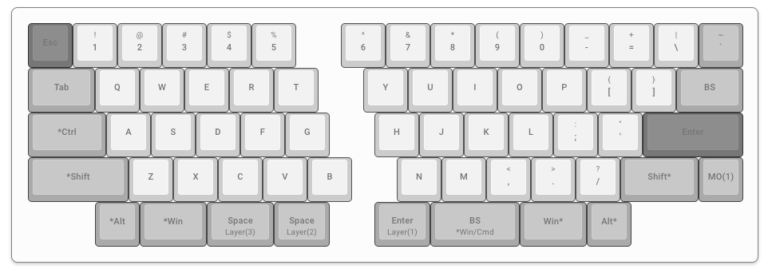 Esc ! 1 @ 2 # 3 $ 4 % 5 ^ 6 & 7 * 8 ( 9 ) 0 _ - + = | \ ~ `
Tab Q W E R T Y U I O P ( [ ) ] BS
*Ctrl A S D F G H J K L : ; " ' Enter
*Shift Z X C V B N M < , > . ? / Shift* MO(1)
*Alt *Win Space Layer(3) Space Layer(2) Enter Layer(1) BS *Win/Cmd Win* Alt*